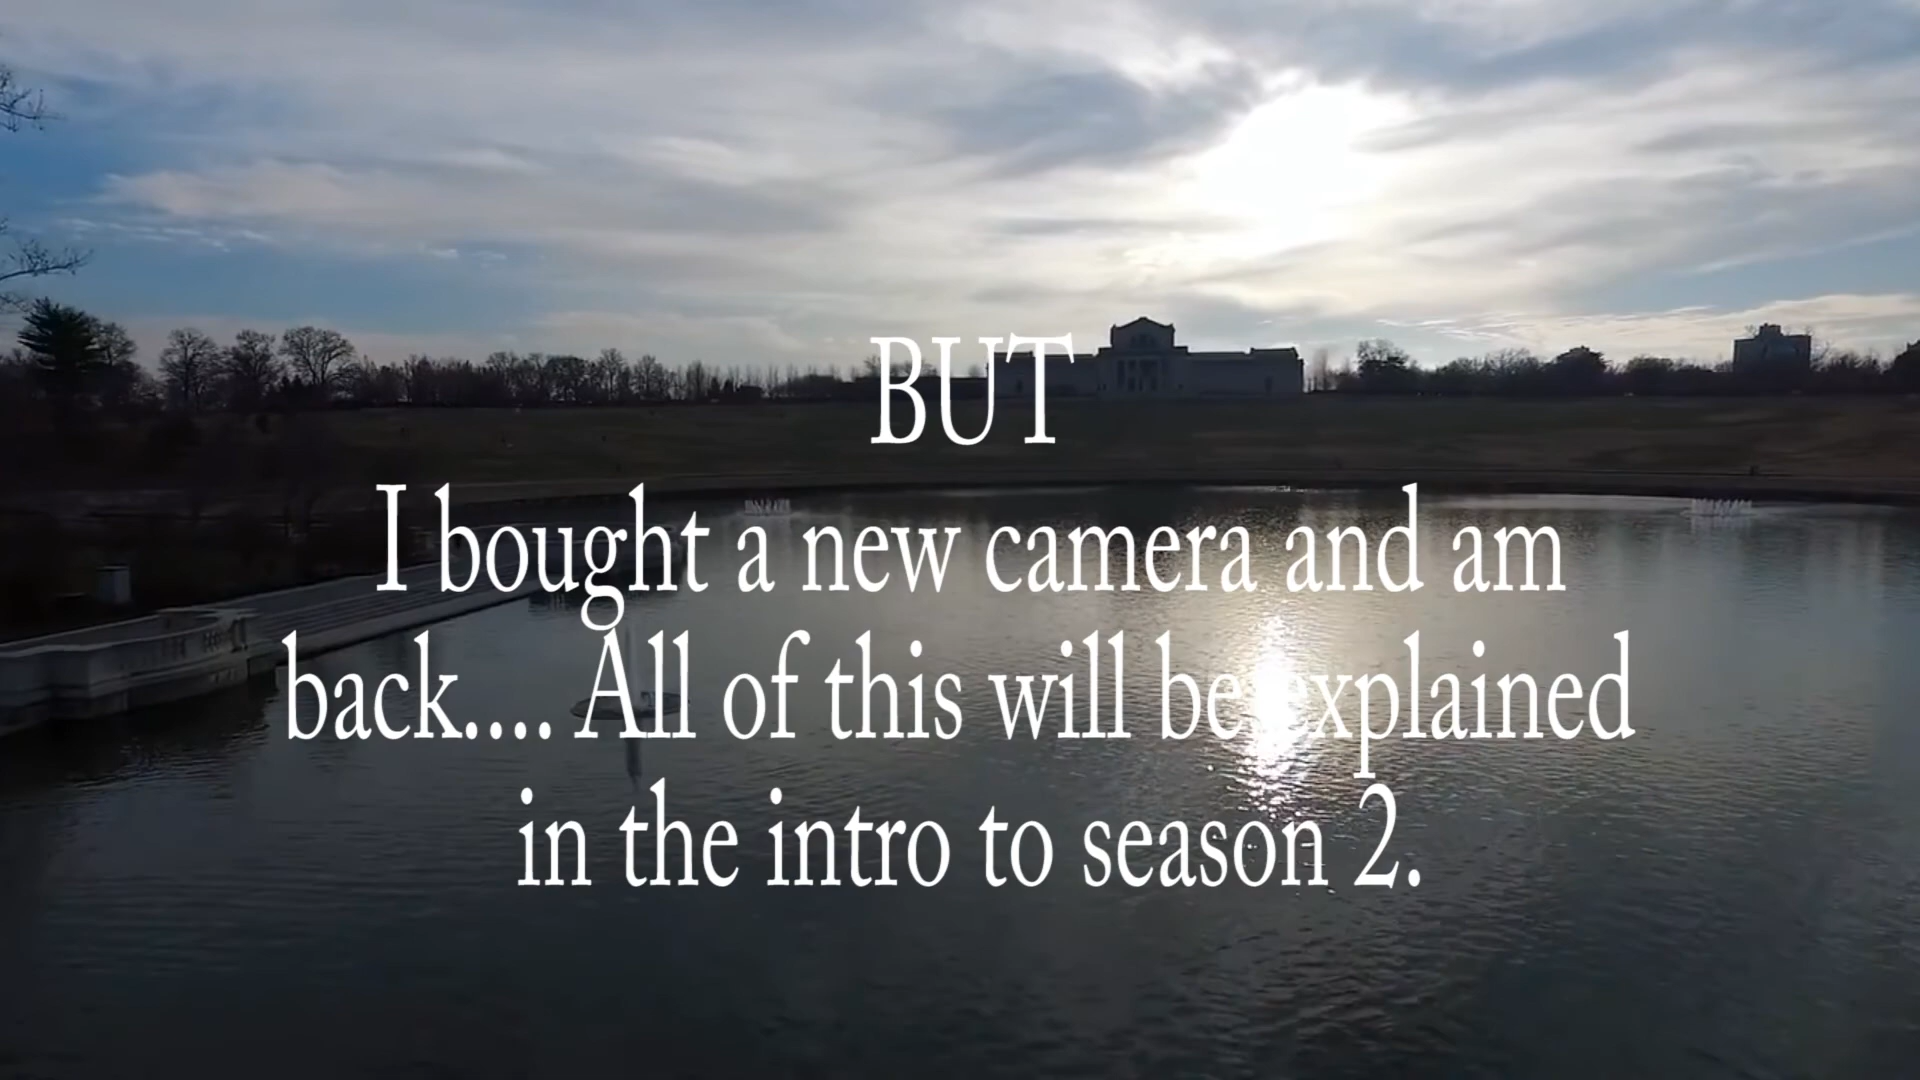 BUT
I bought a new camera and am
back.... All of this will be explained
in the intro to season 2.